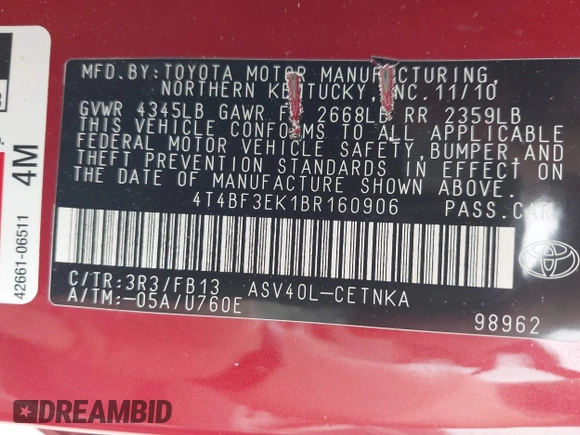 MFD.BY: TOYOTA MOTOR MANUFACTURING,
NORTHERN KENTUCKY, INC. 11/10
GVWR 4345LB GAWR FR 2668LB RR 2359LB
THIS VEHICLE CONFORMS TO ALL APPLICABLE
FEDERAL MOTOR VEHICLE SAFETY, BUMPER, AND
THEFT PREVENTION STANDARDS IN EFFECT ON
THE DATE OF MANUFACTURE SHOWN ABOVE.
4T4BF3EK1BR160906 PASS.CAR
C/TR:3R3/FB13 ASV40L-CETNKA
A/TM:-05A/U760E
98962
TOYOTA
4M
42661-06511
DREAMBID